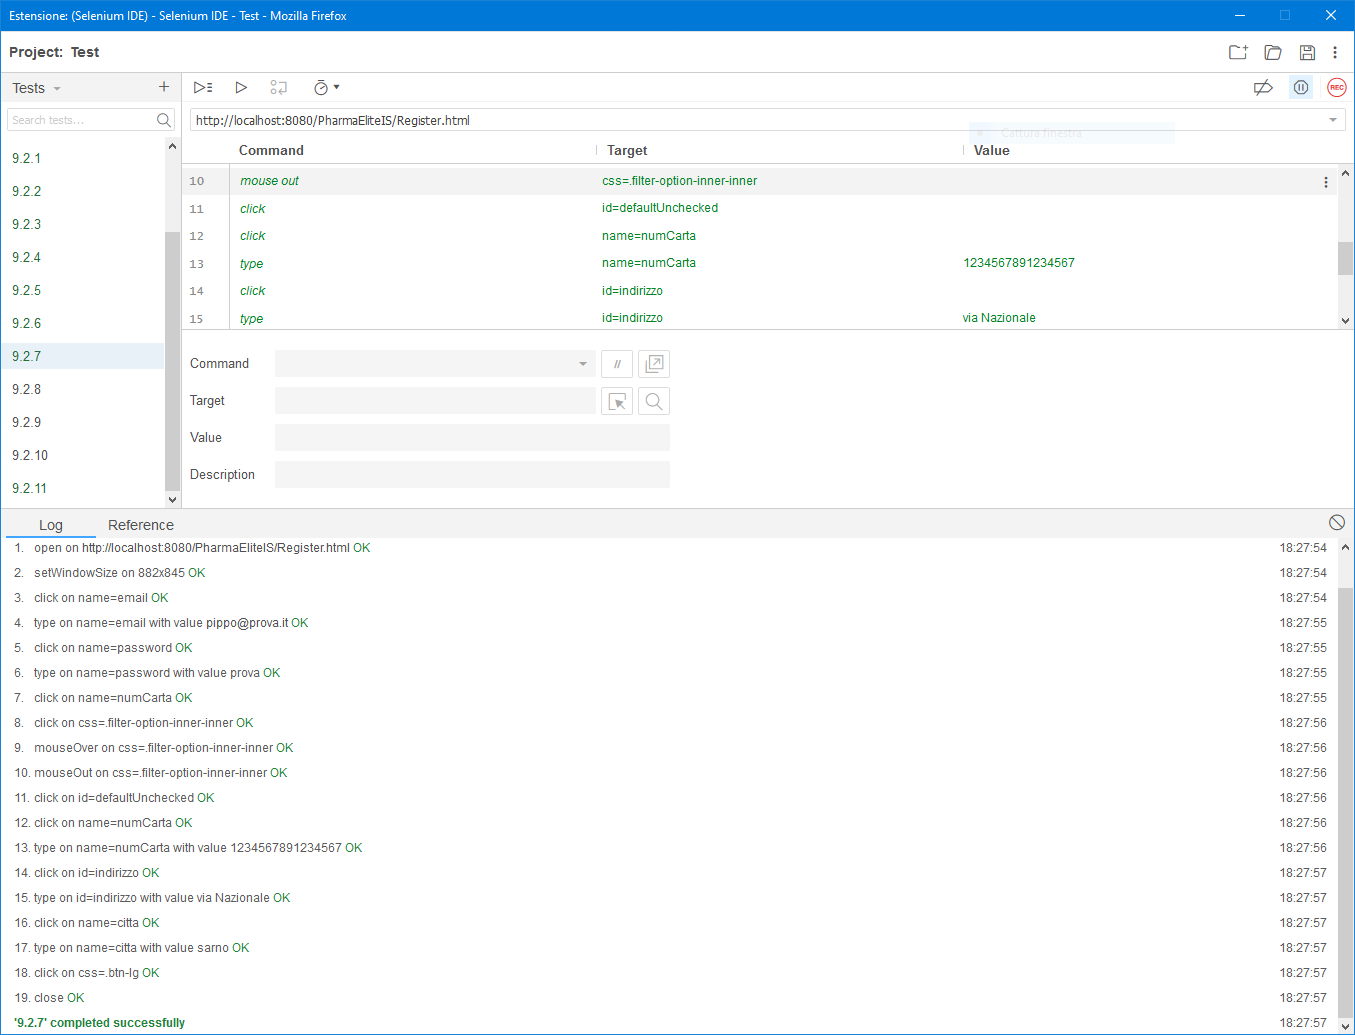 Estensione: (Selenium IDE) - Selenium IDE - Test - Mozilla Firefox
Project: Test
Tests
Search tests...
http://localhost:8080/PharmaEliteIS/Register.html
Cattura finestra
REC
Command Target Value
9.2.1
9.2.2
9.2.3
9.2.4
9.2.5
9.2.6
9.2.7
9.2.8
9.2.9
9.2.10
9.2.11
10 mouse out css=.filter-option-inner-inner
11 click id=defaultUnchecked
12 click name=numCarta
13 type name=numCarta 1234567891234567
14 click id=indirizzo
15 type id=indirizzo via Nazionale
Command //
Target
Value
Description
Log Reference
1. open on http://localhost:8080/PharmaEliteIS/Register.html OK 18:27:54
2. setWindowSize on 882x845 OK 18:27:54
3. click on name=email OK 18:27:54
4. type on name=email with value pippo@prova.it OK 18:27:55
5. click on name=password OK 18:27:55
6. type on name=password with value prova OK 18:27:55
7. click on name=numCarta OK 18:27:55
8. click on css=.filter-option-inner-inner OK 18:27:56
9. mouseOver on css=.filter-option-inner-inner OK 18:27:56
10. mouseOut on css=.filter-option-inner-inner OK 18:27:56
11. click on id=defaultUnchecked OK 18:27:56
12. click on name=numCarta OK 18:27:56
13. type on name=numCarta with value 1234567891234567 OK 18:27:56
14. click on id=indirizzo OK 18:27:57
15. type on id=indirizzo with value via Nazionale OK 18:27:57
16. click on name=citta OK 18:27:57
17. type on name=citta with value sarno OK 18:27:57
18. click on css=.btn-lg OK 18:27:57
19. close OK 18:27:57
'9.2.7' completed successfully 18:27:57